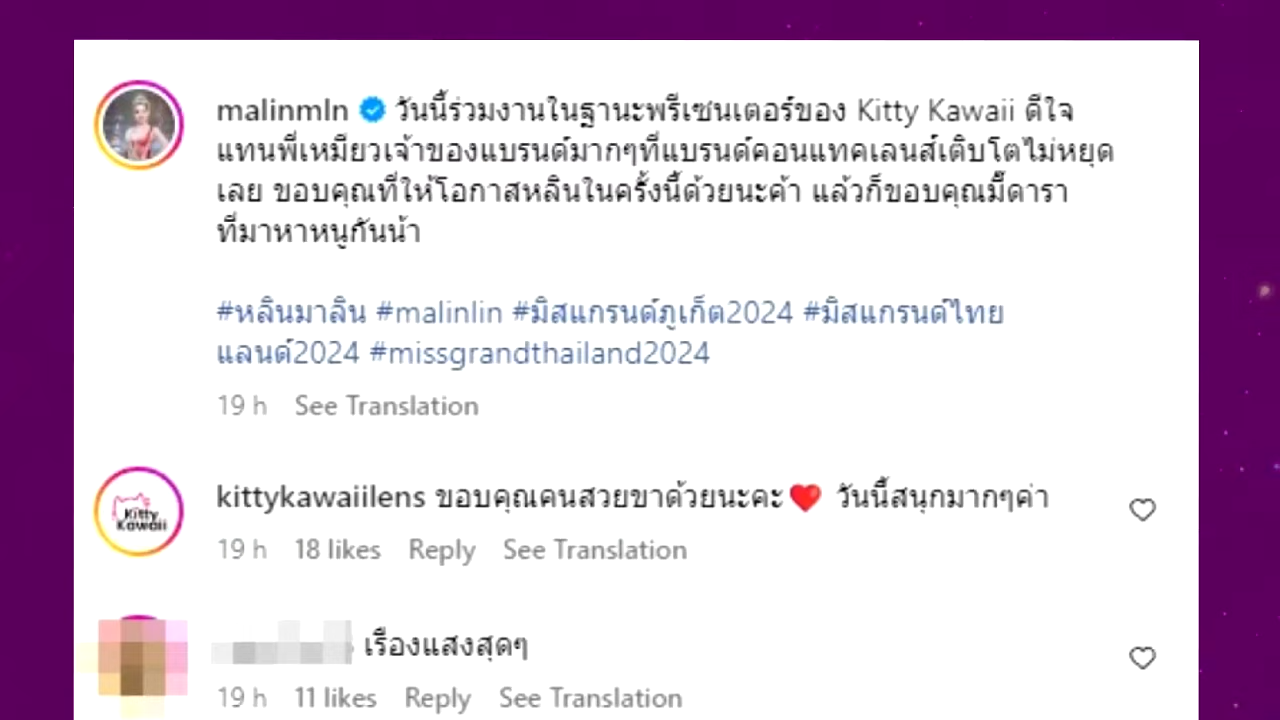 malinmln วันนี้ร่วมงานในฐานะพรีเซนเตอร์ของ Kitty Kawaii ดีใจ
แทนพี่เหมียวเจ้าของแบรนด์มากๆที่แบรนด์คอนแทคเลนส์เติบโตไม่หยุด
เลย ขอบคุณที่ให้โอกาสหลินในครั้งนี้ด้วยนะค้า แล้วก็ขอบคุณมี๊ดารา
ที่มาหาหนูกันน้า
#หลินมาลิน #malinlin #มิสแกรนด์ภูเก็ต2024 #มิสแกรนด์ไทย
แลนด์2024 #missgrandthailand2024
19 h See Translation
Kitty
Kawaii
kittykawaiilens ขอบคุณคนสวยขาด้วยนะคะ❤️ วันนี้สนุกมากๆค่า
19 h 18 likes Reply See Translation
เรืองแสงสุดๆ
19 h 11 likes Reply See Translation